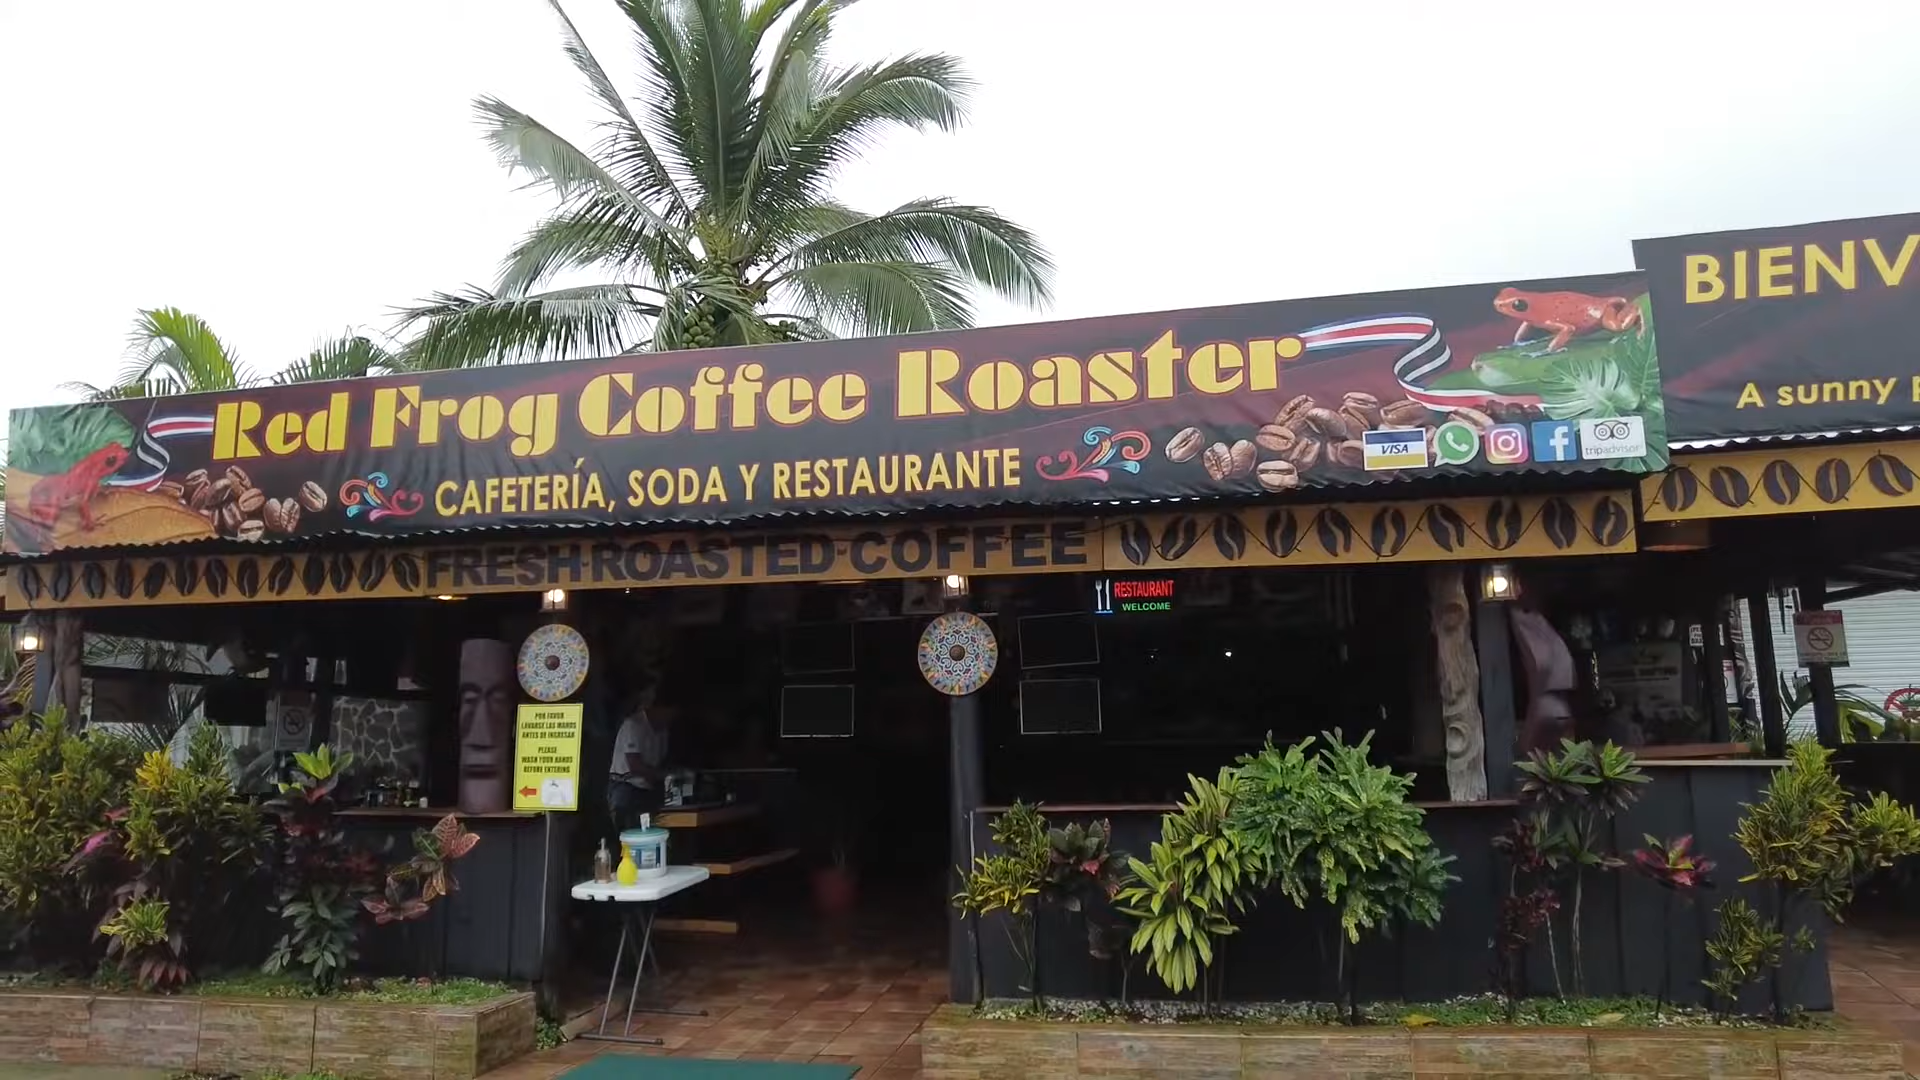 Red Frog Coffee Roaster
CAFETERÍA, SODA Y RESTAURANTE
VISA
tripadvisor
FRESH ROASTED COFFEE
BIENV
A sunny
RESTAURANT
WELCOME
POR FAVOR
LAVARSE LAS MANOS
ANTES DE INGRESAR
PLEASE
WASH YOUR HANDS
BEFORE ENTERING